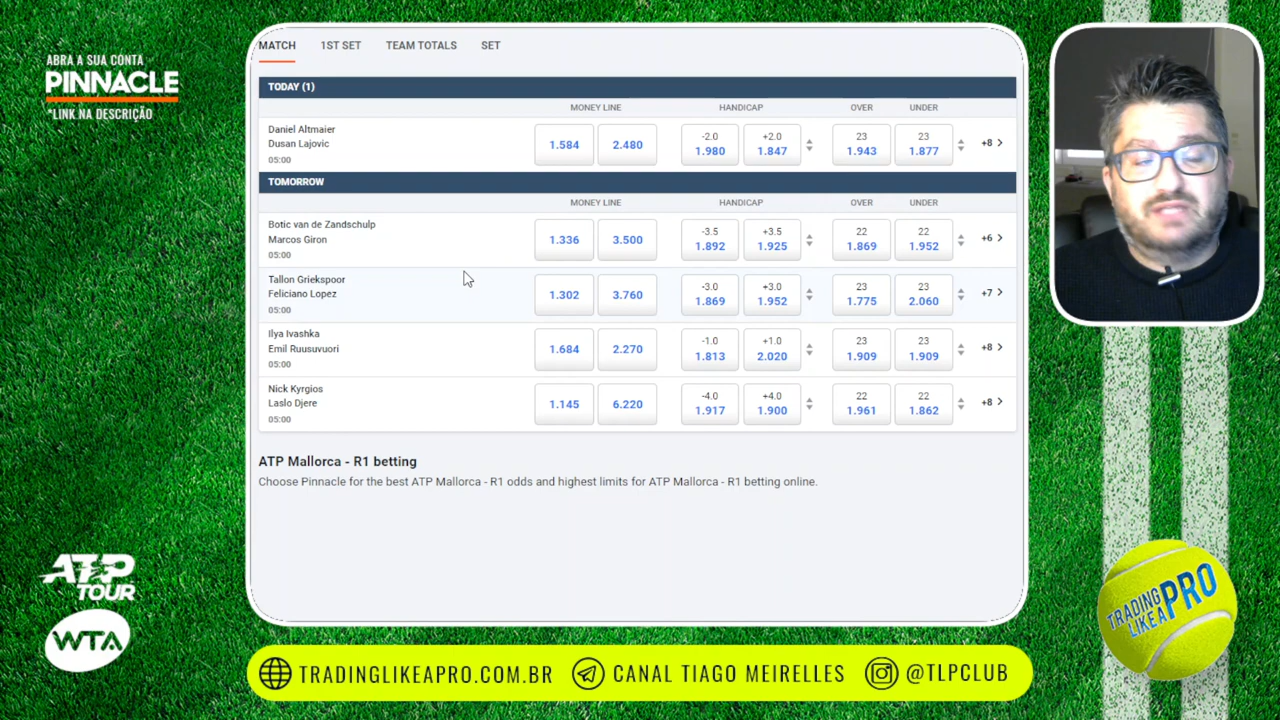 ABRA A SUA CONTA
PINNACLE
*LINK NA DESCRIÇÃO
MATCH 1ST SET TEAM TOTALS SET
TODAY (1)
MONEY LINE HANDICAP OVER UNDER
Daniel Altmaier
Dusan Lajovic
05:00
1.584 2.480 -2.0 1.980 +2.0 1.847 23 1.943 23 1.877 +8
TOMORROW
MONEY LINE HANDICAP OVER UNDER
Botic van de Zandschulp
Marcos Giron
05:00
1.336 3.500 -3.5 1.892 +3.5 1.925 22 1.869 22 1.952 +6
Tallon Griekspoor
Feliciano Lopez
05:00
1.302 3.760 -3.0 1.869 +3.0 1.952 23 1.775 23 2.060 +7
Ilya Ivashka
Emil Ruusuvuori
05:00
1.684 2.270 -1.0 1.813 +1.0 2.020 23 1.909 23 1.909 +8
Nick Kyrgios
Laslo Djere
05:00
1.145 6.220 -4.0 1.917 +4.0 1.900 22 1.961 22 1.862 +8
ATP Mallorca - R1 betting
Choose Pinnacle for the best ATP Mallorca - R1 odds and highest limits for ATP Mallorca - R1 betting online.
ATP
TOUR
WTA
TRADING
LIKE A
PRO
TRADINGLIKEAPRO.COM.BR CANAL TIAGO MEIRELLES @TLPCLUB